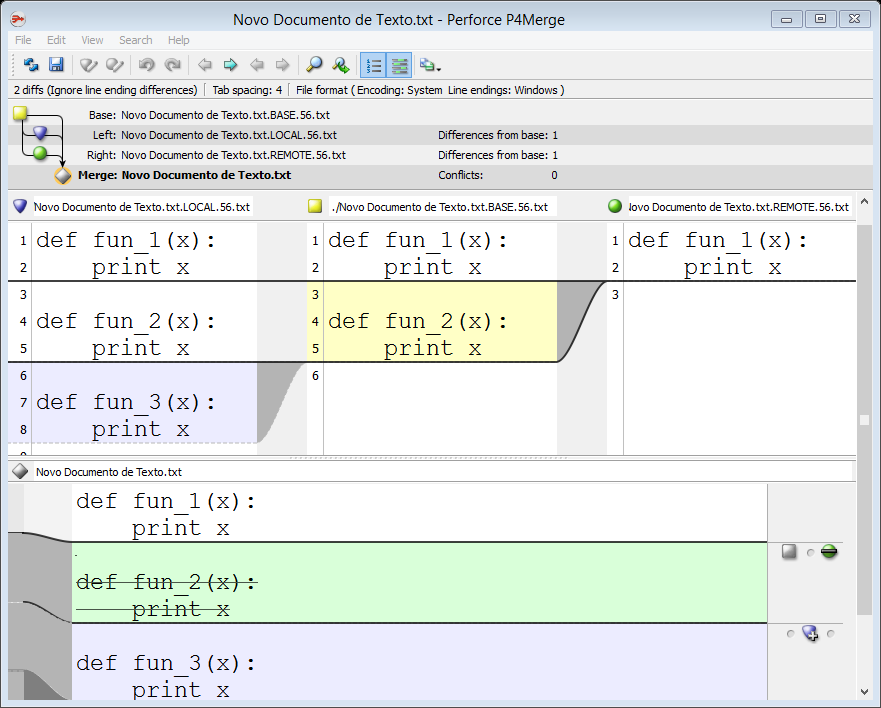 Novo Documento de Texto.txt - Perforce P4Merge
File Edit View Search Help
2 diffs (Ignore line ending differences) Tab spacing: 4 File format ( Encoding: System Line endings: Windows )
Base: Novo Documento de Texto.txt.BASE.56.txt
Left: Novo Documento de Texto.txt.LOCAL.56.txt Differences from base: 1
Right: Novo Documento de Texto.txt.REMOTE.56.txt Differences from base: 1
Merge: Novo Documento de Texto.txt Conflicts: 0
Novo Documento de Texto.txt.LOCAL.56.txt ./Novo Documento de Texto.txt.BASE.56.txt Novo Documento de Texto.txt.REMOTE.56.txt
1 def fun_1(x): 1 def fun_1(x): 1 def fun_1(x):
2 print x 2 print x 2 print x
3 3 3
4 def fun_2(x): 4 def fun_2(x):
5 print x 5 print x
6 6
7 def fun_3(x):
8 print x
Novo Documento de Texto.txt
def fun_1(x):
print x
def fun_2(x):
print x
def fun_3(x):
print x